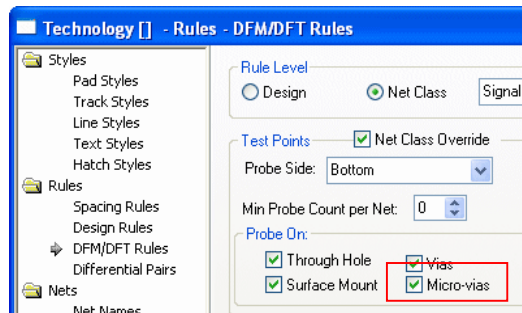 Technology [] - Rules - DFM/DFT Rules
Styles
Pad Styles
Track Styles
Line Styles
Text Styles
Hatch Styles
Rules
Spacing Rules
Design Rules
DFM/DFT Rules
Differential Pairs
Nets
Net Names
Rule Level
Design Net Class Signal
Test Points Net Class Override
Probe Side: Bottom
Min Probe Count per Net: 0
Probe On:
Through Hole Vias
Surface Mount Micro-vias